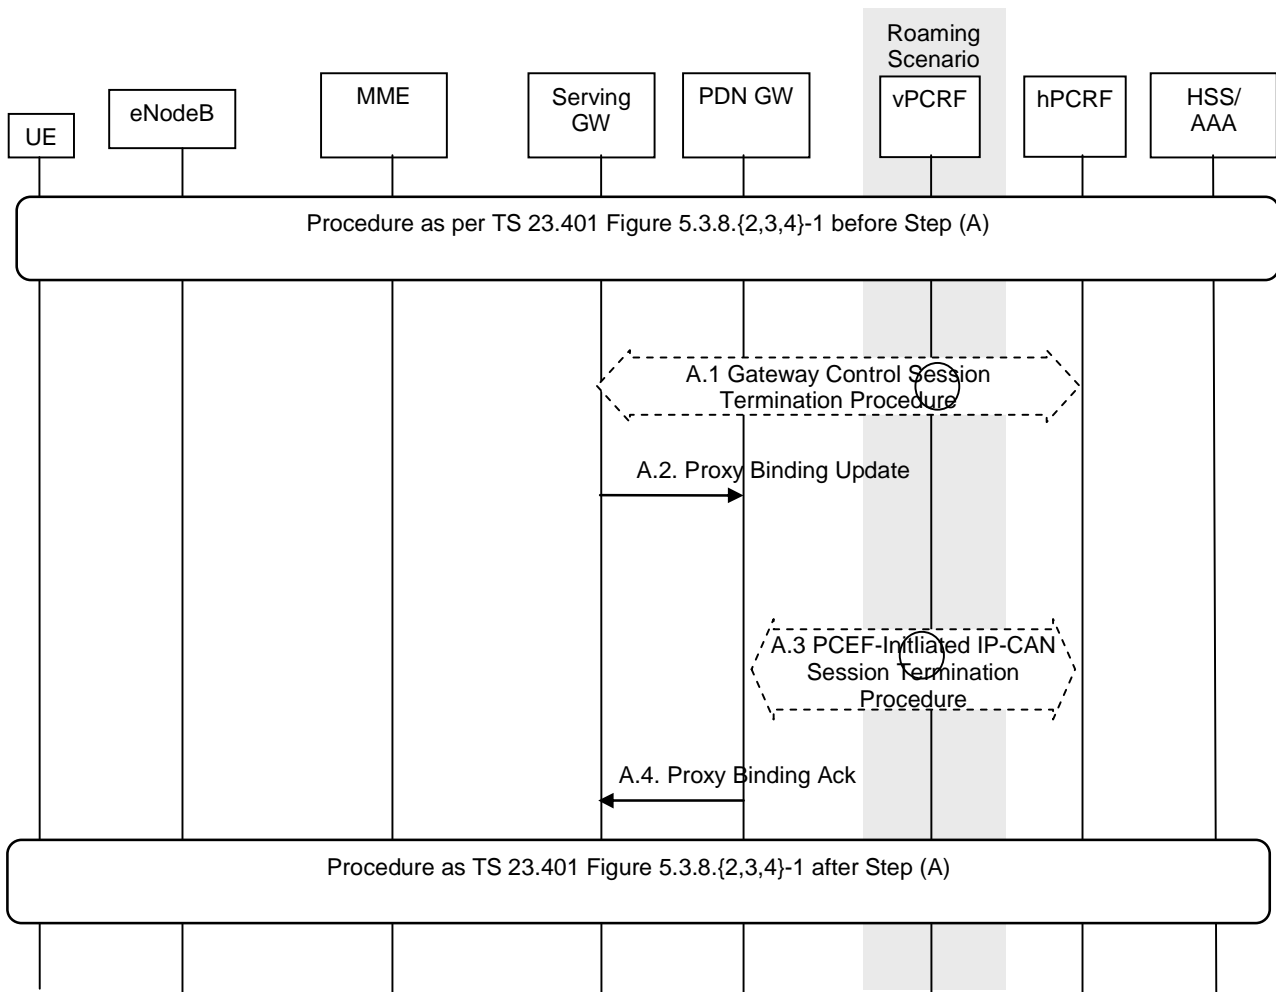 Roaming
Scenario
UE
eNodeB
MME
Serving
GW
PDN GW
vPCRF
hPCRF
HSS/
AAA
Procedure as per TS 23.401 Figure 5.3.8.{2,3,4}-1 before Step (A)
A.1 Gateway Control Session
Termination Procedure
A.2. Proxy Binding Update
A.3 PCEF-Initliated IP-CAN
Session Termination
Procedure
A.4. Proxy Binding Ack
Procedure as TS 23.401 Figure 5.3.8.{2,3,4}-1 after Step (A)